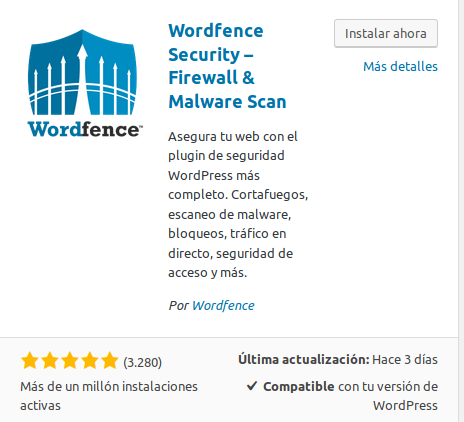 Wordfence
Security –
Firewall &
Malware Scan
Instalar ahora
Más detalles
Wordfence™
Asegura tu web con el
plugin de seguridad
WordPress más
completo. Cortafuegos,
escaneo de malware,
bloqueos, tráfico en
directo, seguridad de
acceso y más.
Por Wordfence
(3.280)
Más de un millón instalaciones
activas
Última actualización: Hace 3 días
Compatible con tu versión de
WordPress